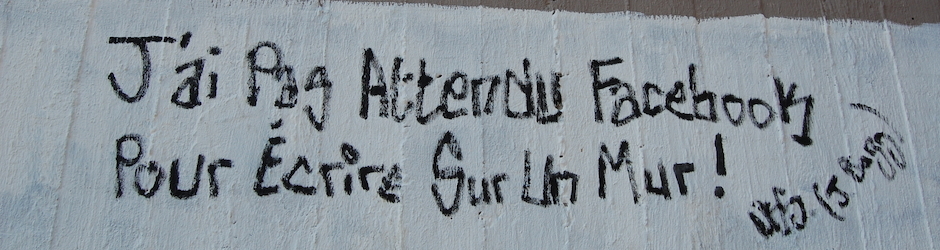 J'ai Pas Attendu Facebook
Pour Écrire Sur Un Mur !